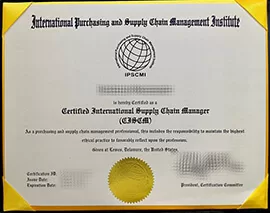 International Purchasing and Supply Chain Management Institute
IPSCMI
is hereby Certified as a
Certified International Supply Chain Manager
(CISCM)
As a purchasing and supply chain management professional, this includes the responsibility to maintain the highest
ethical practice to favorably reflect upon the profession.
Given at Lewes, Delaware, the United States.
Certification ID.
Issue Date:
Expiration Date:
President, Certification Committee